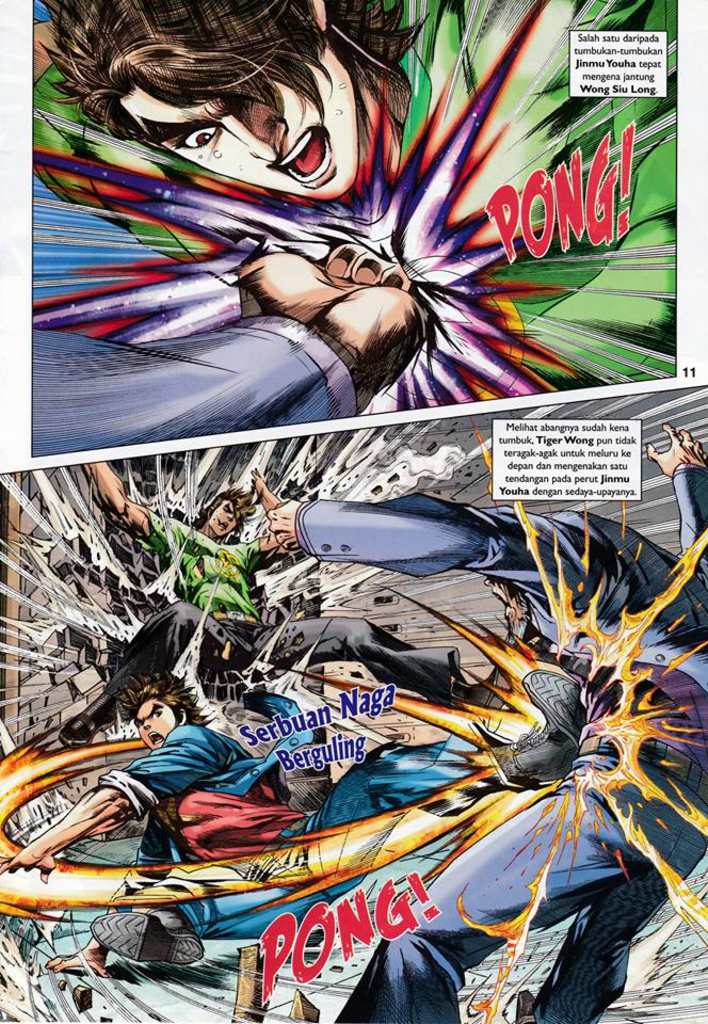 Salah satu daripada
tumbukan-tumbukan
Jinmu Youha tepat
mengena jantung
Wong Siu Long.
PONG!
11
Melihat abangnya sudah kena
tumbuk, Tiger Wong pun tidak
teragak-agak untuk meluru ke
depan dan mengenakan satu
tendangan pada perut Jinmu
Youha dengan sedaya-upayanya.
Serbuan Naga
Berguling
PONG!